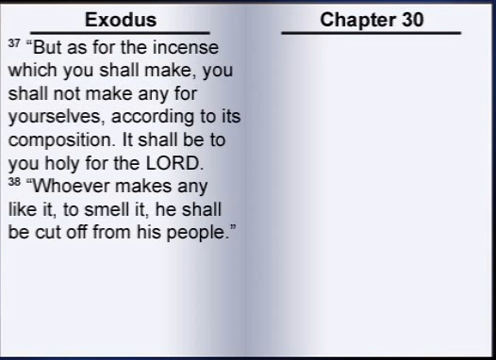 Exodus
Chapter 30
37 “But as for the incense
which you shall make, you
shall not make any for
yourselves, according to its
composition. It shall be to
you holy for the LORD.
38 “Whoever makes any
like it, to smell it, he shall
be cut off from his people.”